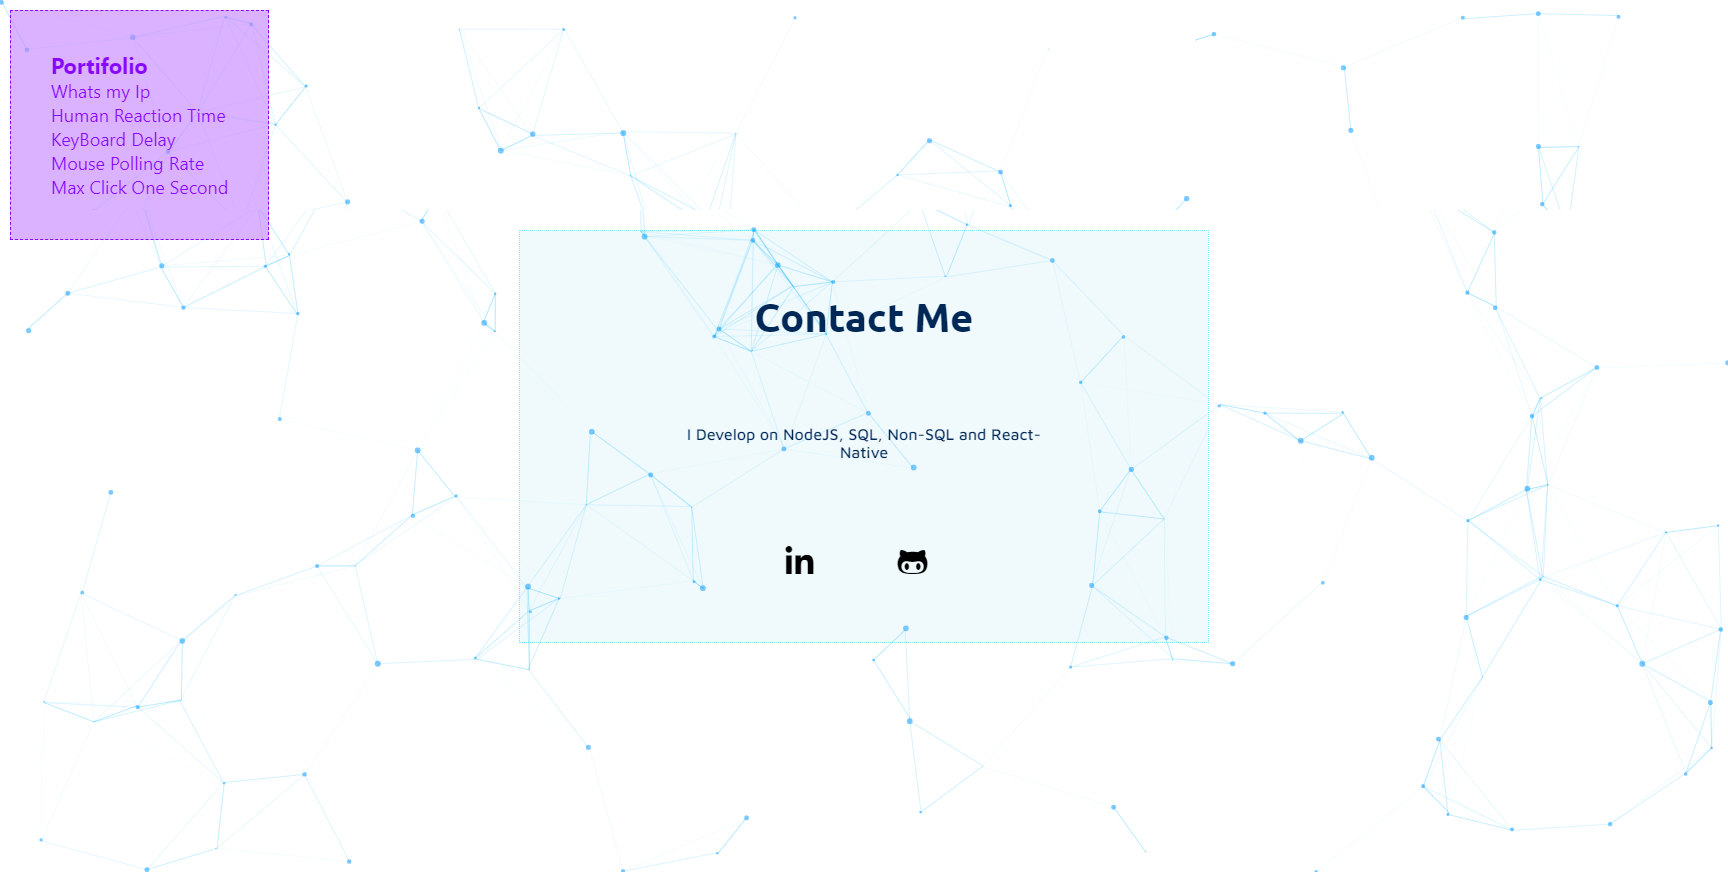 Portifolio
Whats my Ip
Human Reaction Time
KeyBoard Delay
Mouse Polling Rate
Max Click One Second
Contact Me
I Develop on NodeJS, SQL, Non-SQL and React-
Native
in